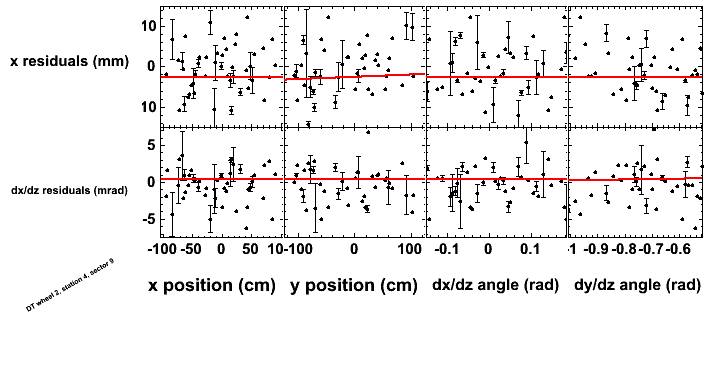 10
x residuals (mm)
0
10
5
dx/dz residuals (mrad)
0
-5
-100 -50 0 50 10 -100 0 100 -0.1 0 0.1 1 -0.9 -0.8 -0.7 -0.6
x position (cm) y position (cm) dx/dz angle (rad) dy/dz angle (rad)
DT wheel 2, station 4, sector 9